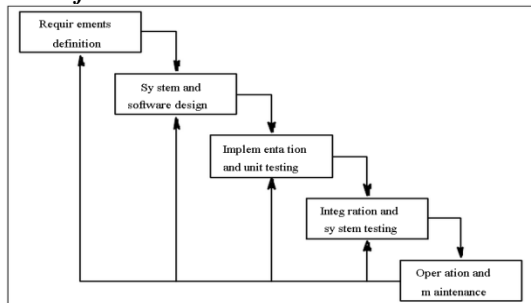 Requir ements
definition
Sy stem and
software design
Implem enta tion
and unit testing
Integ ration and
sy stem testing
Oper ation and
m aintenance